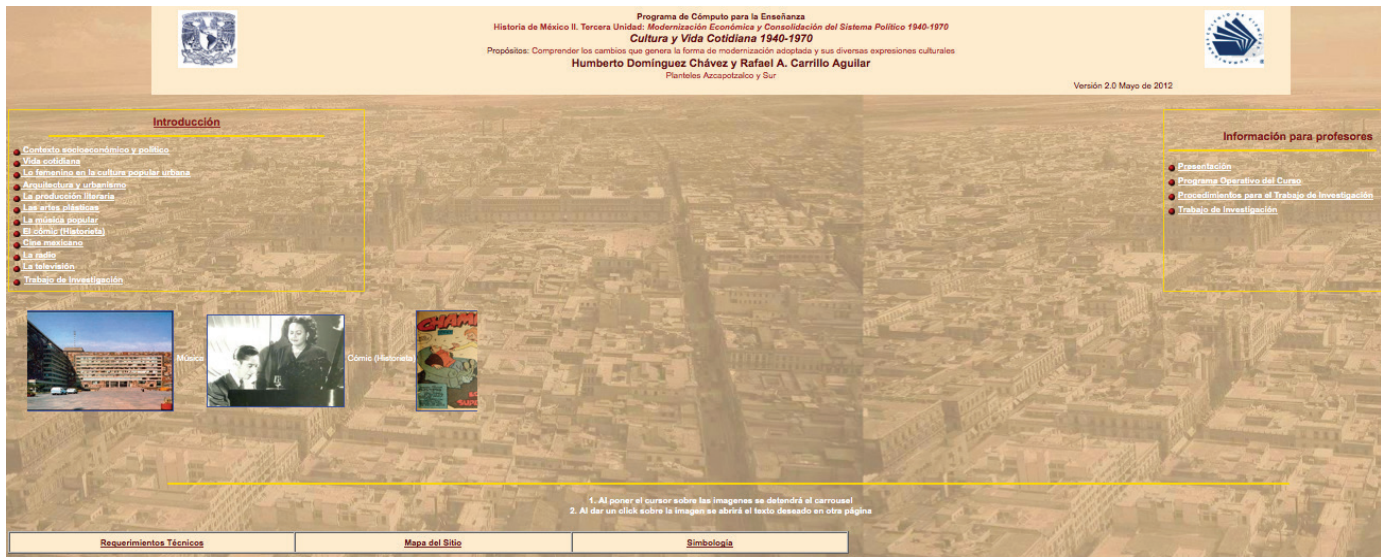 Programa de Cómputo para la Enseñanza
Historia de México II. Tercera Unidad: Modernización Económica y Consolidación del Sistema Político 1940-1970
Cultura y Vida Cotidiana 1940-1970
Propósitos: Comprender los cambios que genera la forma de modernización adoptada y sus diversas expresiones culturales
Humberto Domínguez Chávez y Rafael A. Carrillo Aguilar
Planteles Azcapotzalco y Sur
Versión 2.0 Mayo de 2012
Introducción
Contexto socioeconómico y político
Vida cotidiana
Lo femenino en la cultura popular urbana
Arquitectura y urbanismo
La producción literaria
Las artes plásticas
La música popular
El cómic (Historieta)
Cine mexicano
La radio
La televisión
Trabajo de Investigación
Información para profesores
Presentación
Programa Operativo del Curso
Procedimientos para el Trabajo de Investigación
Trabajo de Investigación
Música
Cómic (Historieta)
CHAM
1. Al poner el cursor sobre las imagenes se detendrá el carrousel
2. Al dar un click sobre la imagen se abrirá el texto deseado en otra página
Requerimientos Técnicos
Mapa del Sitio
Simbología